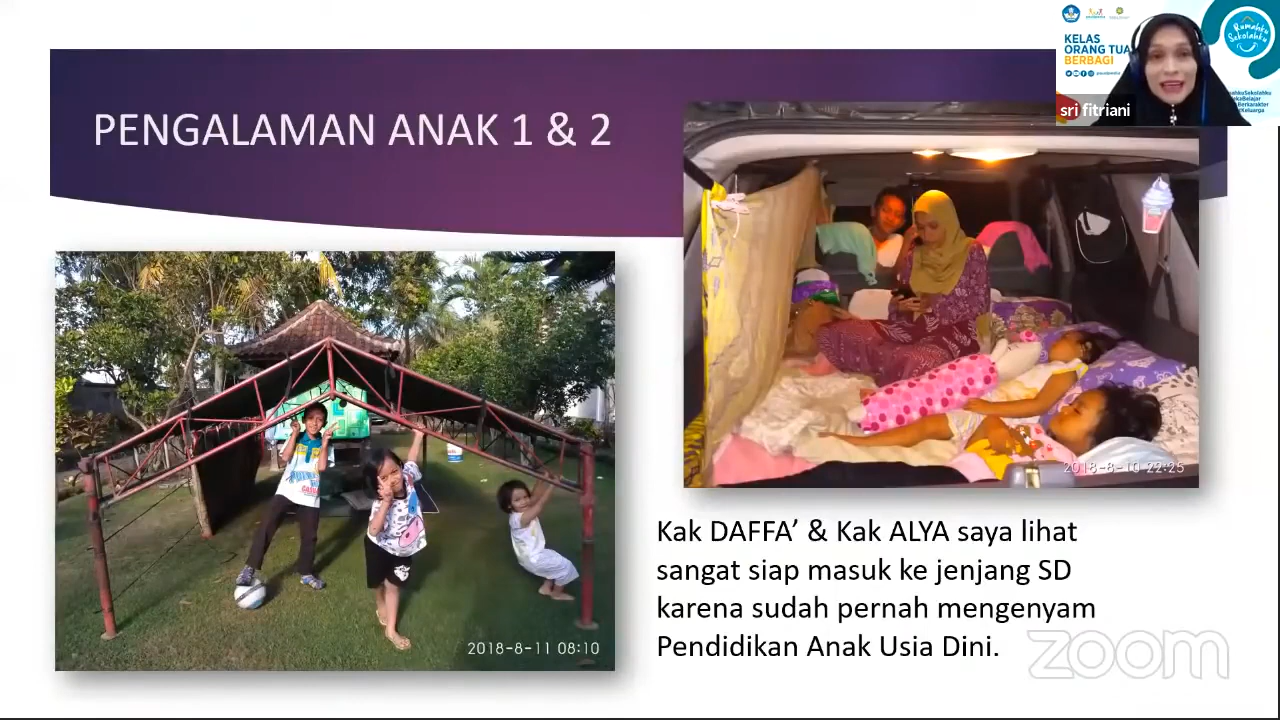 PENGALAMAN ANAK 1 & 2
KELAS
ORANG TUA
BERBAGI
Rumahku
Sekolahku
sri fitriani
2018-8-10 22:25
2018-8-11 08:10
Kak DAFFA’ & Kak ALYA saya lihat
sangat siap masuk ke jenjang SD
karena sudah pernah mengenyam
Pendidikan Anak Usia Dini.
zoom